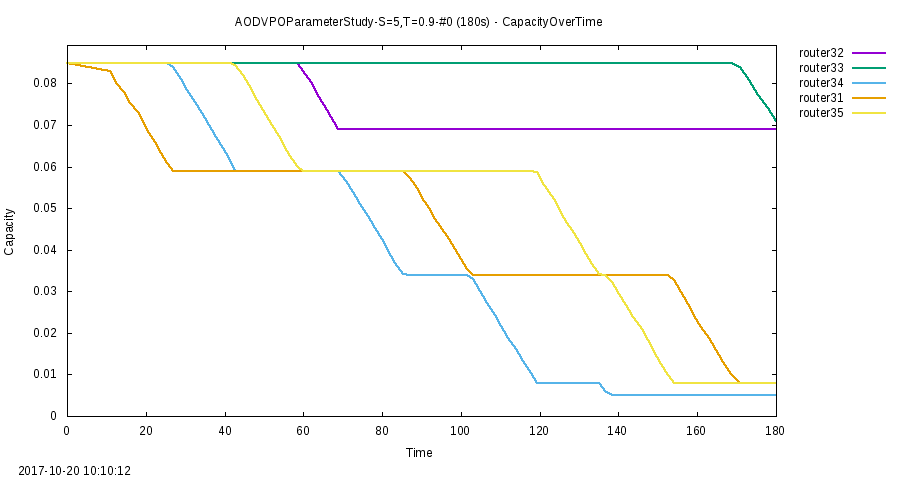 AODVPOParameterStudy-S=5,T=0.9-#0 (180s) - CapacityOverTime
router32
router33
router34
router31
router35
0.08
0.07
0.06
0.05
0.04
0.03
0.02
0.01
0
Capacity
0 20 40 60 80 100 120 140 160 180
Time
2017-10-20 10:10:12